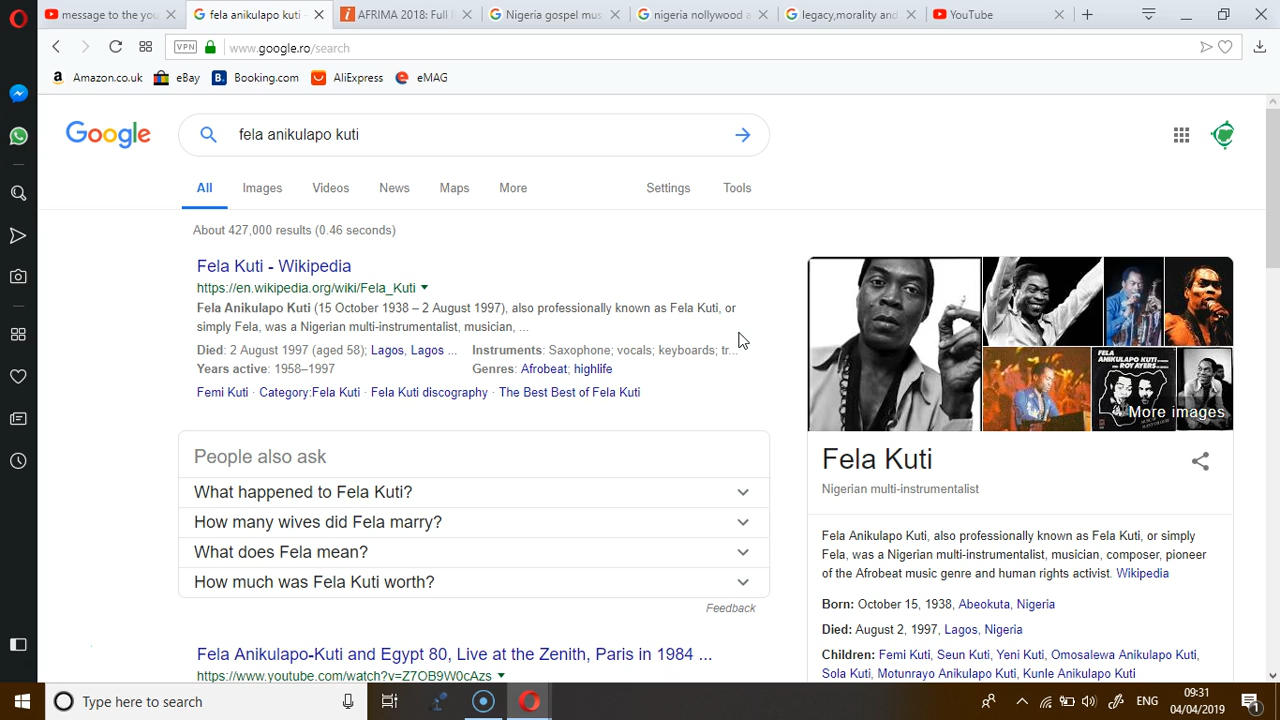 message to the you
fela anikulapo kuti -
AFRIMA 2018: Full
Nigeria gospel mus
nigeria nollywood a
legacy,morality and
YouTube
VPN
www.google.ro/search
Amazon.co.uk
eBay
Booking.com
AliExpress
eMAG
Google
fela anikulapo kuti
All
Images
Videos
News
Maps
More
Settings
Tools
About 427,000 results (0.46 seconds)
Fela Kuti - Wikipedia
https://en.wikipedia.org/wiki/Fela_Kuti
Fela Anikulapo Kuti (15 October 1938 – 2 August 1997), also professionally known as Fela Kuti, or
simply Fela, was a Nigerian multi-instrumentalist, musician, ...
Died: 2 August 1997 (aged 58); Lagos, Lagos ...
Instruments: Saxophone; vocals; keyboards; tr...
Years active: 1958–1997
Genres: Afrobeat; highlife
Femi Kuti · Category:Fela Kuti · Fela Kuti discography · The Best Best of Fela Kuti
People also ask
What happened to Fela Kuti?
How many wives did Fela marry?
What does Fela mean?
How much was Fela Kuti worth?
Feedback
Fela Anikulapo-Kuti and Egypt 80, Live at the Zenith, Paris in 1984 ...
https://www.youtube.com/watch?v=Z7OB9W0cAzs
FELA
ANIKULAPO KUTI
ROY AYERS
More images
Fela Kuti
Nigerian multi-instrumentalist
Fela Anikulapo Kuti, also professionally known as Fela Kuti, or simply
Fela, was a Nigerian multi-instrumentalist, musician, composer, pioneer
of the Afrobeat music genre and human rights activist. Wikipedia
Born: October 15, 1938, Abeokuta, Nigeria
Died: August 2, 1997, Lagos, Nigeria
Children: Femi Kuti, Seun Kuti, Yeni Kuti, Omosalewa Anikulapo Kuti,
Sola Kuti, Motunrayo Anikulapo Kuti, Kunle Anikulapo Kuti
Type here to search
ENG
09:31
04/04/2019
1